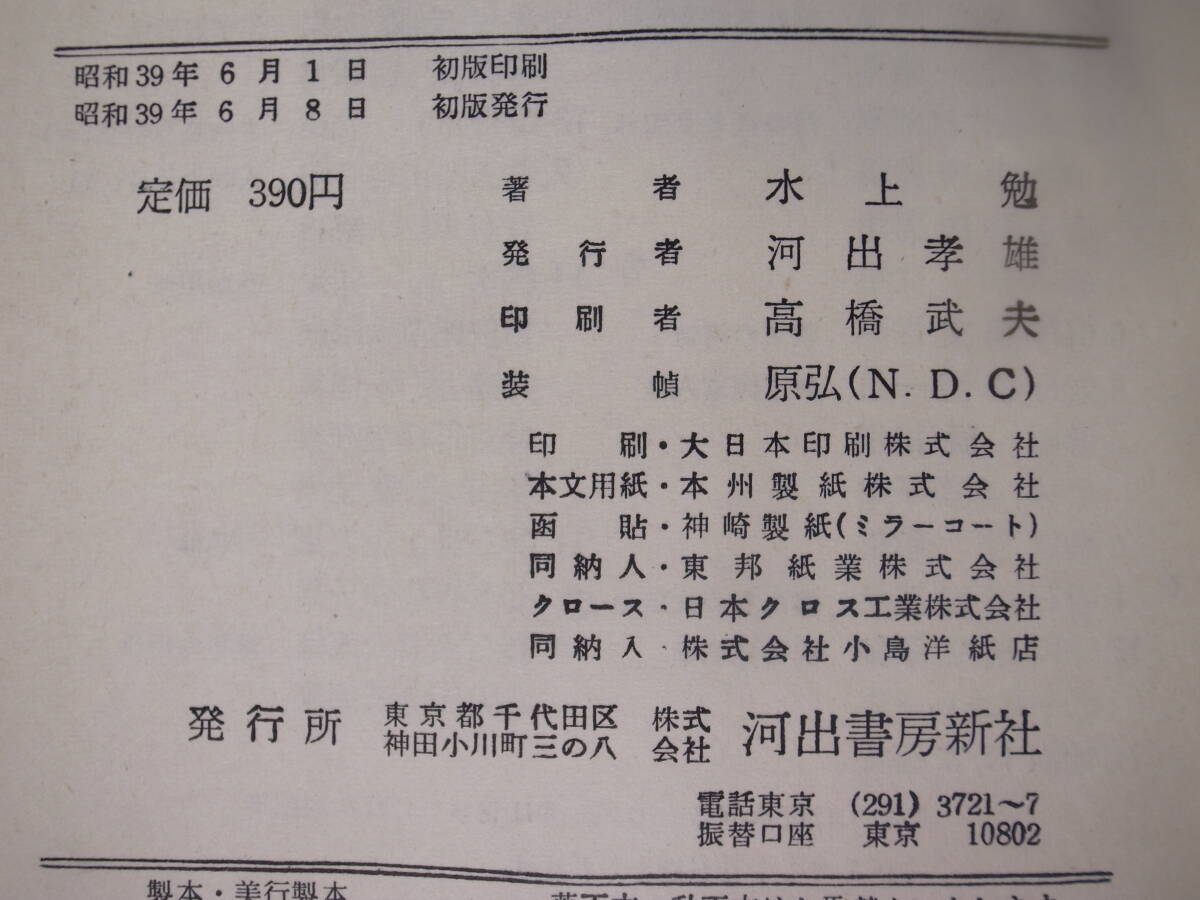 昭和39年6月1日 初版印刷
昭和39年6月8日 初版発行
定価 390円
著者 水上勉
発行者 河出孝雄
印刷者 高橋武夫
装幀 原弘(N.D.C)
印刷・大日本印刷株式会社
本文用紙・本州製紙株式会社
函貼・神崎製紙(ミラーコート)
同納人・東邦紙業株式会社
クロース・日本クロス工業株式会社
同納入・株式会社小島洋紙店
発行所 東京都千代田区神田小川町三の八 株式会社 河出書房新社
電話東京 (291) 3721〜7
振替口座 東京 10802
製本・美行製本